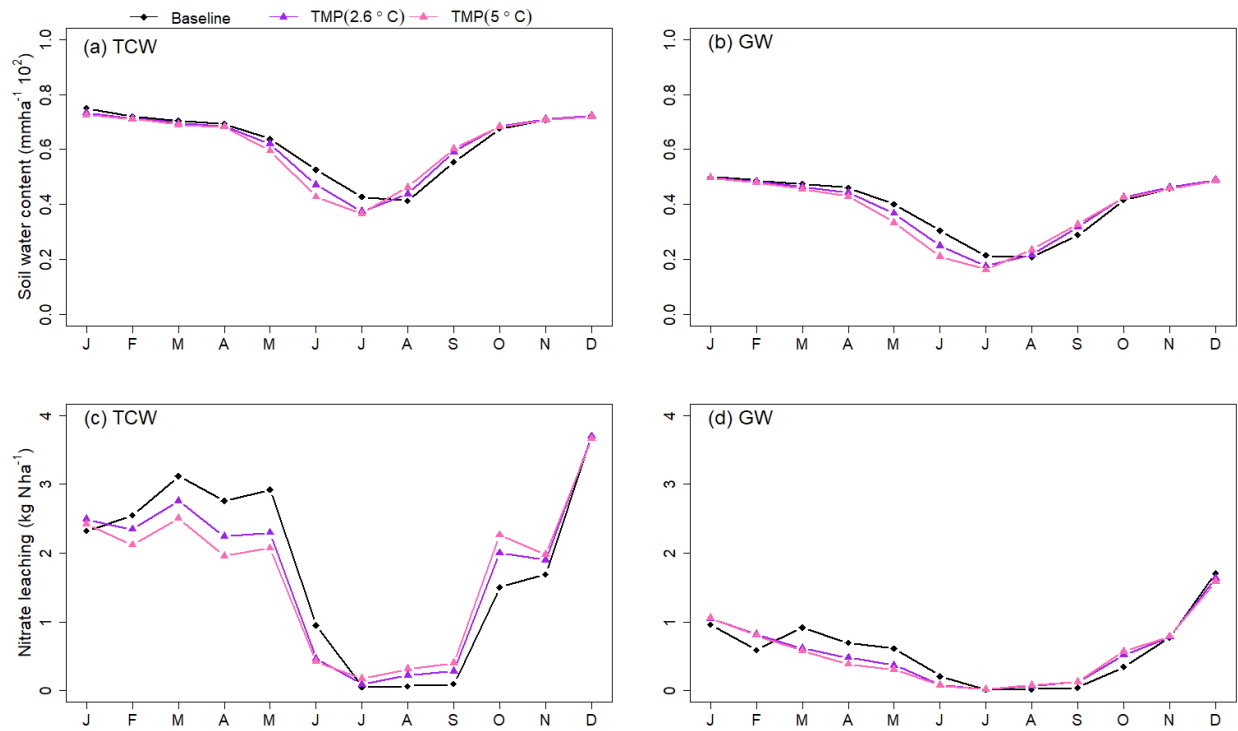 Baseline TMP(2.6 ° C) TMP(5 ° C)
(a) TCW
Soil water content (mmha⁻¹ 10²)
1.0
0.8
0.6
0.4
0.2
0.0
J F M A M J J A S O N D
(b) GW
1.0
0.8
0.6
0.4
0.2
0.0
J F M A M J J A S O N D
(c) TCW
Nitrate leaching (kg Nha⁻¹)
4
3
2
1
0
J F M A M J J A S O N D
(d) GW
4
3
2
1
0
J F M A M J J A S O N D